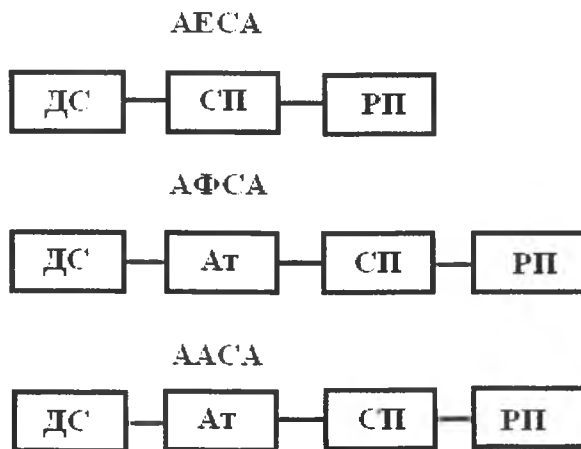 АЕСА
ДС СП РП
АФСА
ДС Ат СП РП
ААСА
ДС Ат СП РП